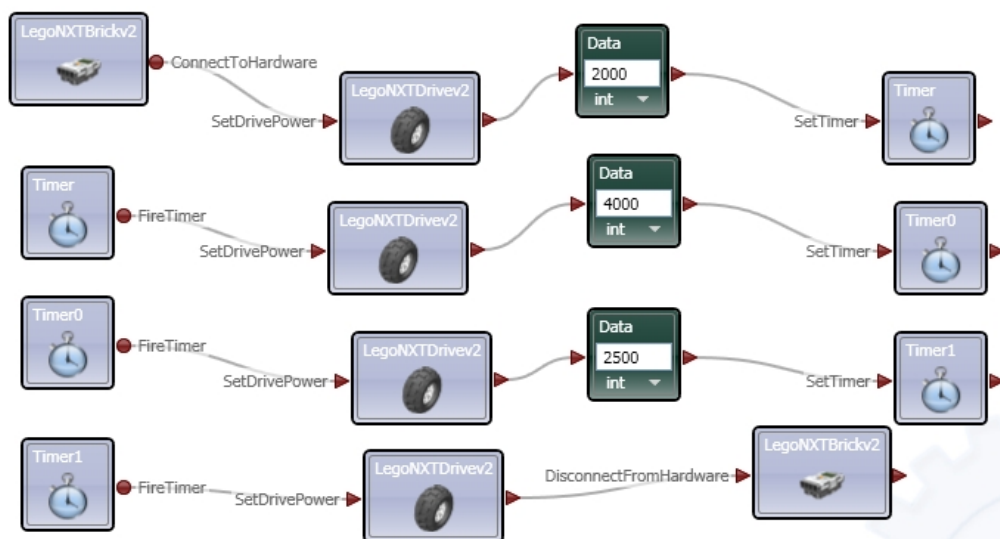 LegoNXTBrickv2
ConnectToHardware
SetDrivePower
LegoNXTDrivev2
Data
2000
int
SetTimer
Timer
Timer
FireTimer
SetDrivePower
LegoNXTDrivev2
Data
4000
int
SetTimer
Timer0
Timer0
FireTimer
SetDrivePower
LegoNXTDrivev2
Data
2500
int
SetTimer
Timer1
Timer1
FireTimer
SetDrivePower
LegoNXTDrivev2
DisconnectFromHardware
LegoNXTBrickv2